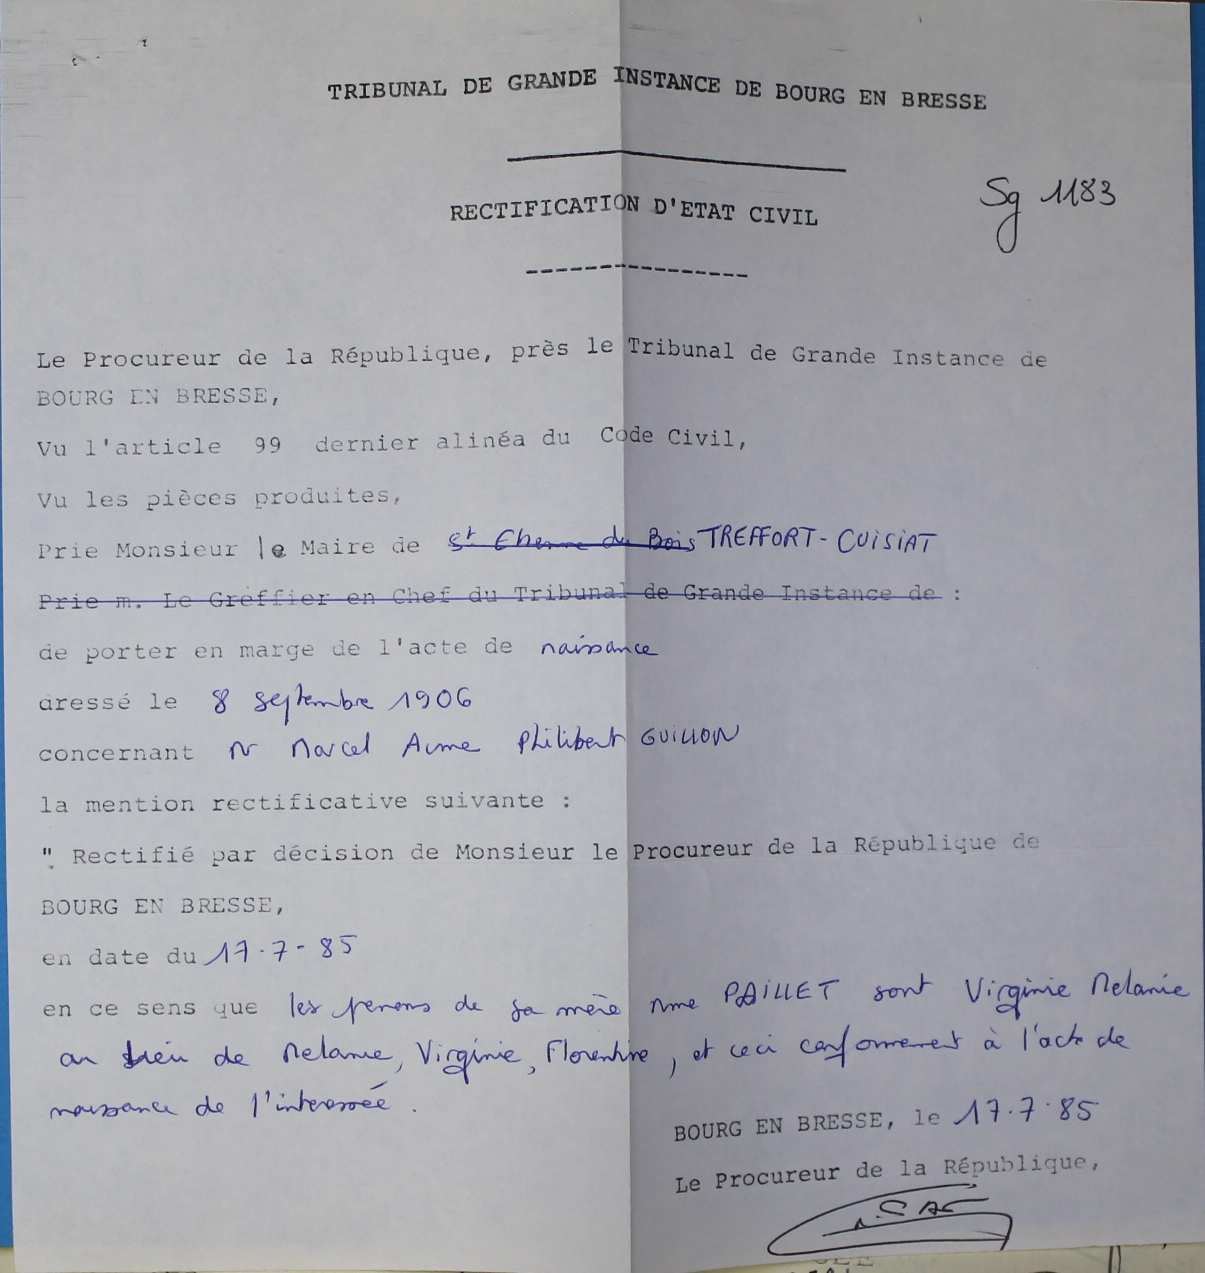 TRIBUNAL DE GRANDE INSTANCE DE BOURG EN BRESSE
RECTIFICATION D'ETAT CIVIL
Sg 1183
Le Procureur de la République, près le Tribunal de Grande Instance de
BOURG EN BRESSE,
Vu l'article 99 dernier alinéa du Code Civil,
Vu les pièces produites,
Prie Monsieur le Maire de St Etienne du Bois TREFFORT-CUISIAT
Prie m. Le Greffier en Chef du Tribunal de Grande Instance de :
de porter en marge de l'acte de naissance
dressé le 8 septembre 1906
concernant Mr Marcel Aime Philibert GUILLON
la mention rectificative suivante :
" Rectifié par décision de Monsieur le Procureur de la République de
BOURG EN BRESSE,
en date du 17-7-85
en ce sens que les prenoms de sa mère Mme PAILLET sont Virginie Melanie
au lieu de Melanie, Virginie, Florentine, et ceci conformement à l'acte de
naissance de l'interessée.
BOURG EN BRESSE, le 17.7.85
Le Procureur de la République,